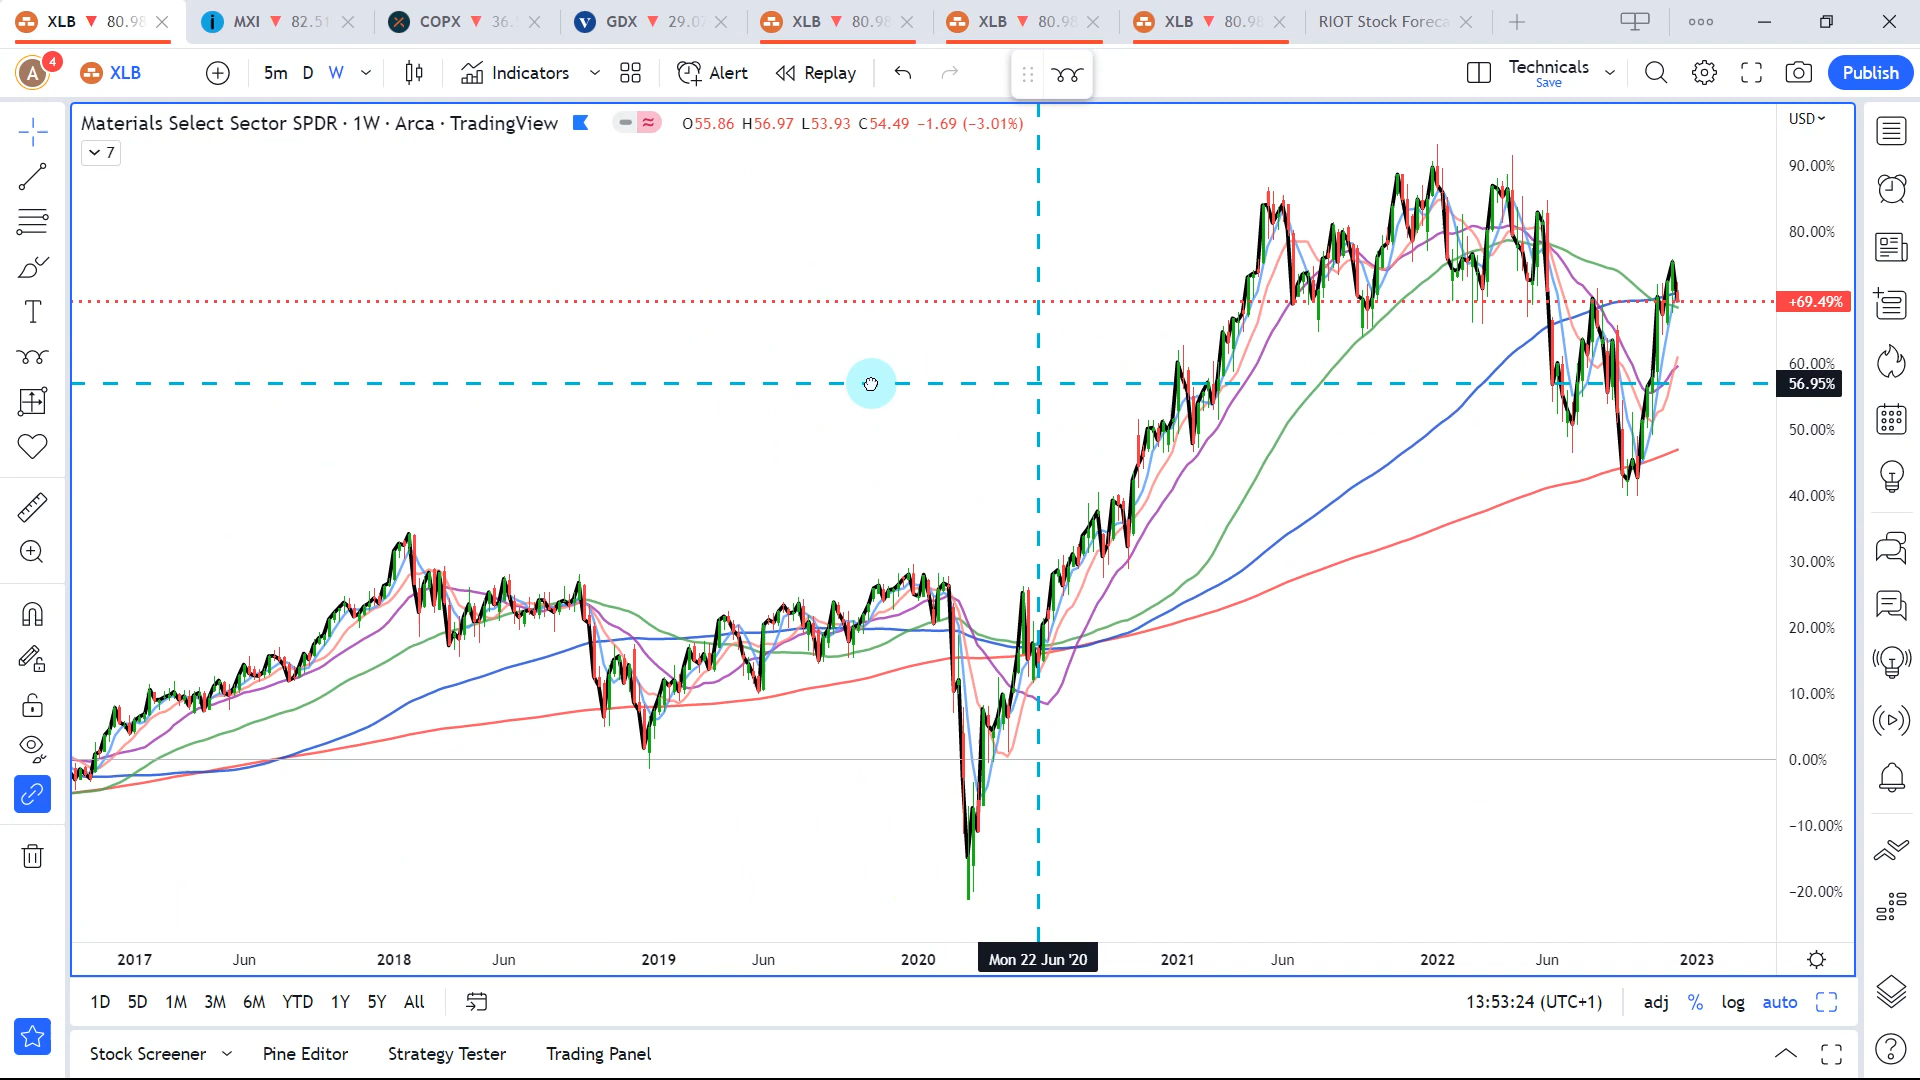 XLB ▼ 80.98
MXI ▼ 82.51
COPX ▼ 36.
GDX ▼ 29.0
XLB ▼ 80.98
XLB ▼ 80.98
XLB ▼ 80.98
RIOT Stock Foreca
A 4
XLB
5m D W
Indicators
Alert
Replay
Technicals
Save
Publish
Materials Select Sector SPDR · 1W · Arca · TradingView
O55.86 H56.97 L53.93 C54.49 −1.69 (−3.01%)
7
USD
90.00%
80.00%
+69.49%
60.00%
56.95%
50.00%
40.00%
30.00%
20.00%
10.00%
0.00%
−10.00%
−20.00%
2017 Jun 2018 Jun 2019 Jun 2020 Mon 22 Jun '20 2021 Jun 2022 Jun 2023
1D 5D 1M 3M 6M YTD 1Y 5Y All
13:53:24 (UTC+1) adj % log auto
Stock Screener Pine Editor Strategy Tester Trading Panel